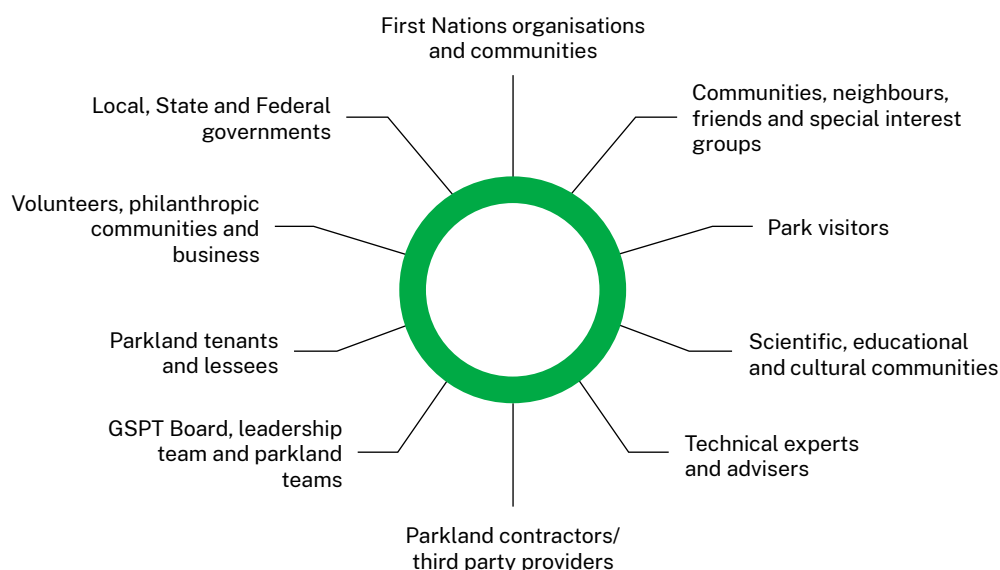 First Nations organisations
and communities
Communities, neighbours,
friends and special interest
groups
Park visitors
Scientific, educational
and cultural communities
Technical experts
and advisers
Parkland contractors/
third party providers
GSPT Board, leadership
team and parkland
teams
Parkland tenants
and lessees
Volunteers, philanthropic
communities and
business
Local, State and Federal
governments